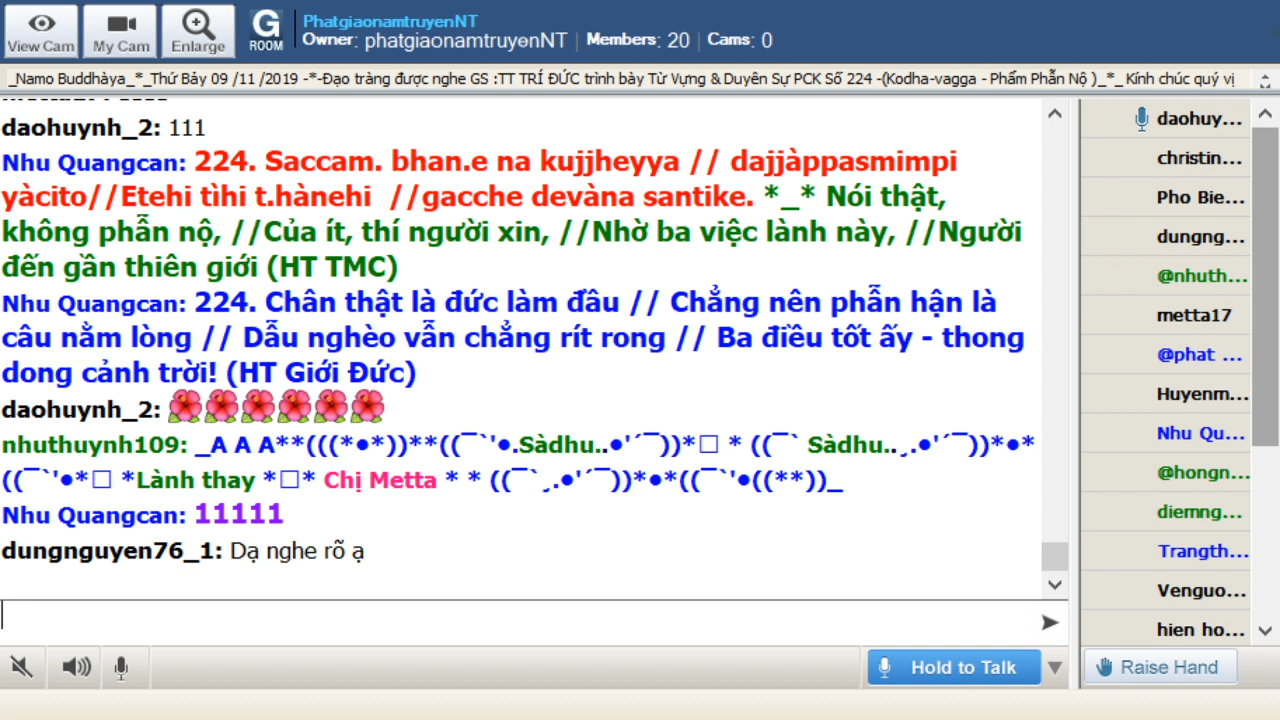 View Cam
My Cam
Enlarge
G
ROOM
PhatgiaonamtruyenNT
Owner: phatgiaonamtruyenNT | Members: 20 | Cams: 0
_Namo Buddhàya_*_Thứ Bảy 09 /11 /2019 -*-Đạo tràng được nghe GS :TT TRÍ ĐỨC trình bày Từ Vựng & Duyên Sự PCK Số 224 -(Kodha-vagga - Phẩm Phẫn Nộ )_*_ Kính chúc quý vị
daohuynh_2: 111
Nhu Quangcan: 224. Saccam. bhan.e na kujjheyya // dajjàppasmimpi
yàcito//Etehi tìhi t.hànehi //gacche devàna santike. *_* Nói thật,
không phẫn nộ, //Của ít, thí người xin, //Nhờ ba việc lành này, //Người
đến gần thiên giới (HT TMC)
Nhu Quangcan: 224. Chân thật là đức làm đầu // Chẳng nên phẫn hận là
câu nằm lòng // Dẫu nghèo vẫn chẳng rít rong // Ba điều tốt ấy - thong
dong cảnh trời! (HT Giới Đức)
daohuynh_2:
nhuthuynh109: _A A A**(((*•*))**((¯`'•.Sàdhu..•'´¯))*□ * ((¯` Sàdhu..¸.•'´¯))*•*
((¯`'•*□ *Lành thay *□* Chị Metta * * ((¯`¸.•'´¯))*•*((¯`'•((**))_
Nhu Quangcan: 11111
dungnguyen76_1: Dạ nghe rõ ạ
Hold to Talk
daohuy...
christin...
Pho Bie...
dungng...
@nhuth...
metta17
@phat ...
Huyenm...
Nhu Qu...
@hongn...
diemng...
Trangth...
Venguo...
hien ho...
Raise Hand